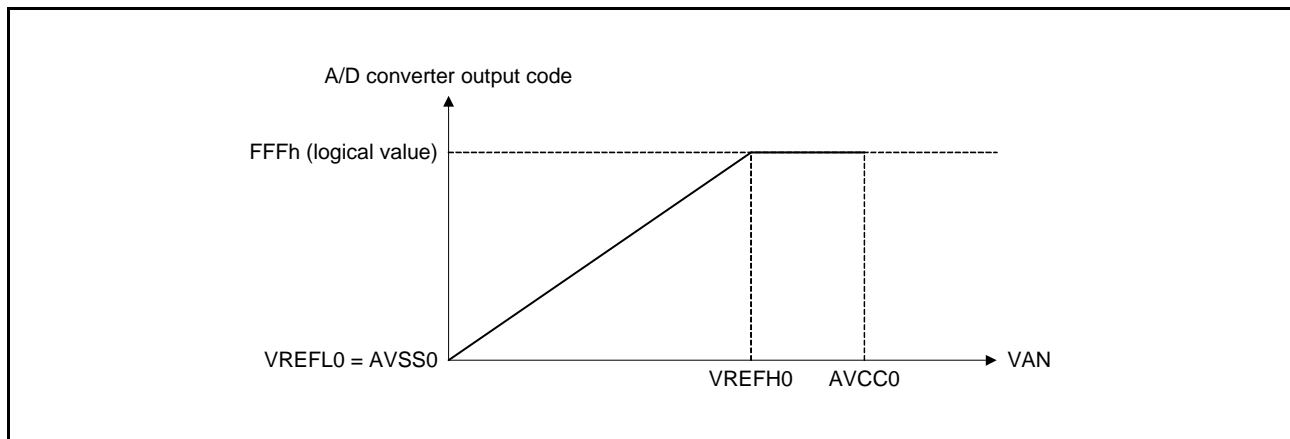 A/D converter output code
FFFh (logical value)
VREFL0 = AVSS0
VAN
VREFH0
AVCC0